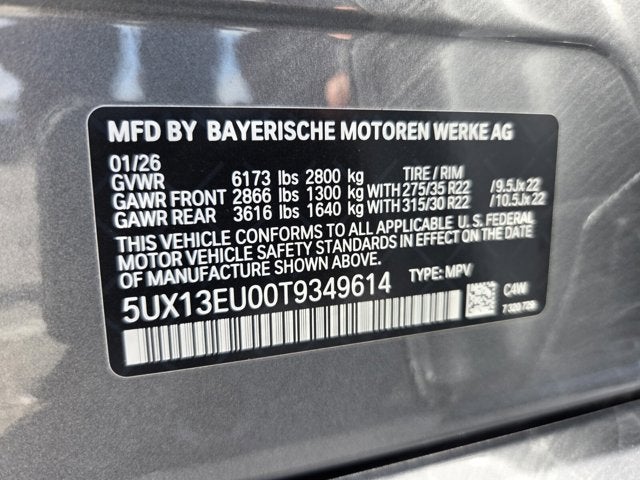 MFD BY BAYERISCHE MOTOREN WERKE AG
01/26
GVWR 6173 lbs 2800 kg TIRE / RIM
GAWR FRONT 2866 lbs 1300 kg WITH 275/35 R22 /9.5Jx22
GAWR REAR 3616 lbs 1640 kg WITH 315/30 R22 /10.5Jx22
THIS VEHICLE CONFORMS TO ALL APPLICABLE U.S. FEDERAL
MOTOR VEHICLE SAFETY STANDARDS IN EFFECT ON THE DATE
OF MANUFACTURE SHOWN ABOVE.
5UX13EU00T9349614 TYPE: MPV C4W